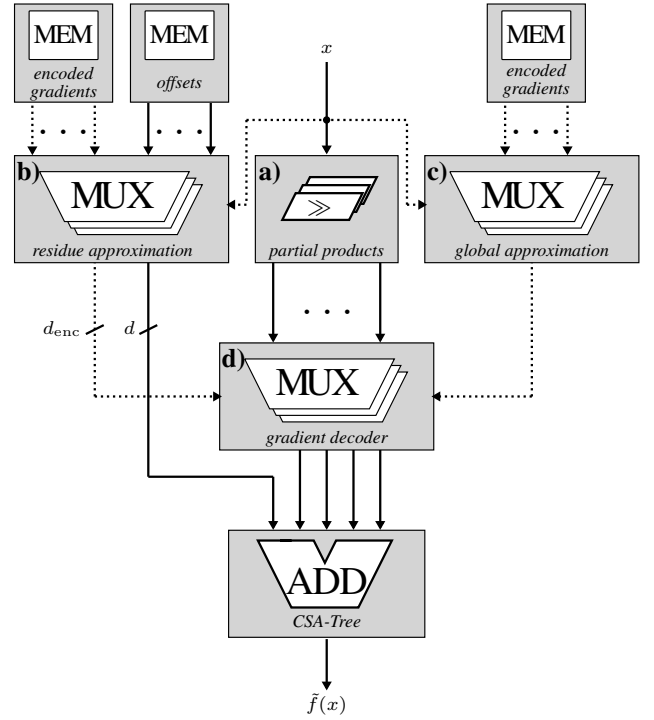 MEM
encoded
gradients
MEM
offsets
x
MEM
encoded
gradients
. . .
. . .
. . .
b)
MUX
residue approximation
a)
≫
partial products
c)
MUX
global approximation
d_enc
d
. . .
d)
MUX
gradient decoder
ADD
CSA-Tree
f̃(x)